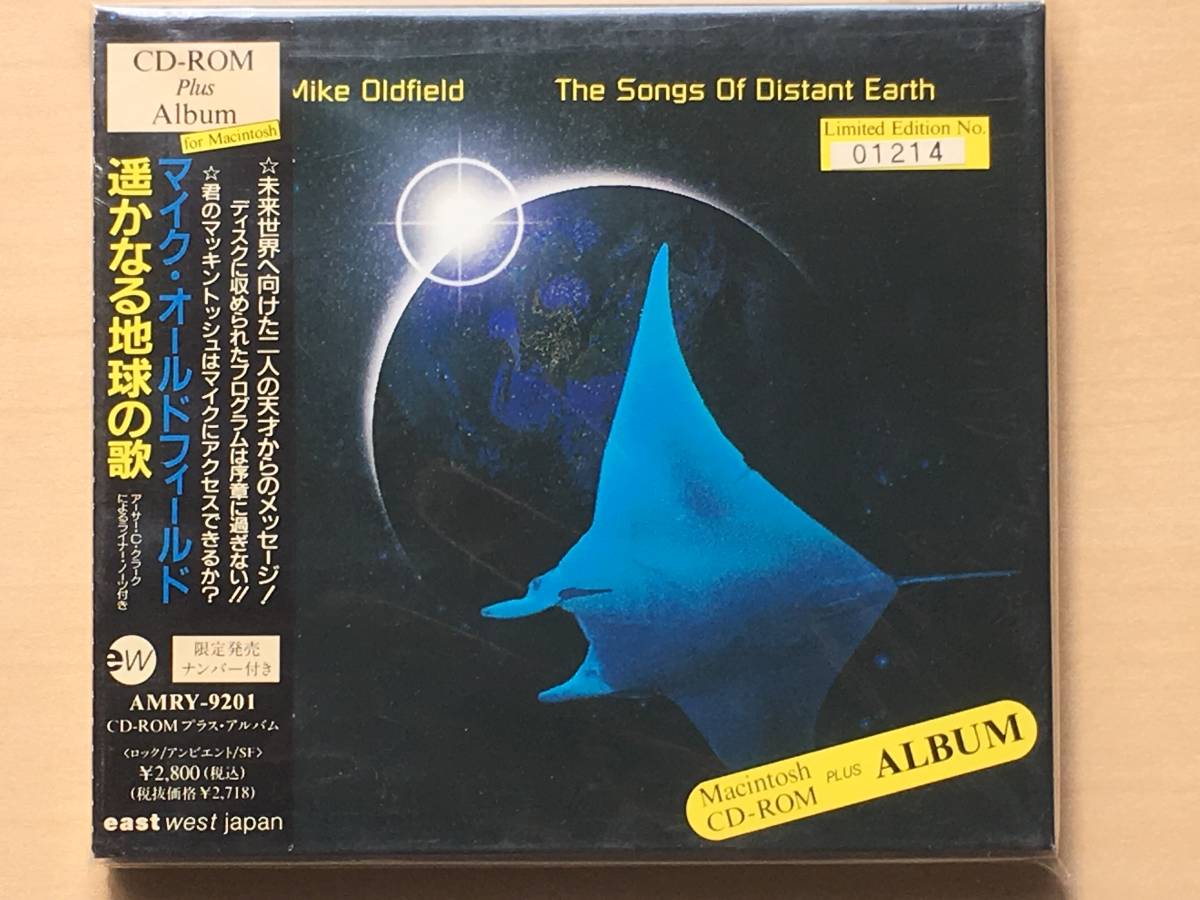 CD-ROM
Plus
Album
for Macintosh
☆未来世界へ向けた二人の天才からのメッセージ!
ディスクに収められたプログラムは序章に過ぎない!!
☆君のマッキントッシュはマイクにアクセスできるか?
マイク・オールドフィールド
遥かなる地球の歌
アーサー・C・クラーク
によるライナー・ノーツ付き
ew
限定発売
ナンバー付き
AMRY-9201
CD-ROMプラス・アルバム
〈ロック/アンビエント/SF〉
¥2,800(税込)
(税抜価格¥2,718)
east west japan
Mike Oldfield
The Songs Of Distant Earth
Limited Edition No.
01214
Macintosh
CD-ROM
PLUS
ALBUM